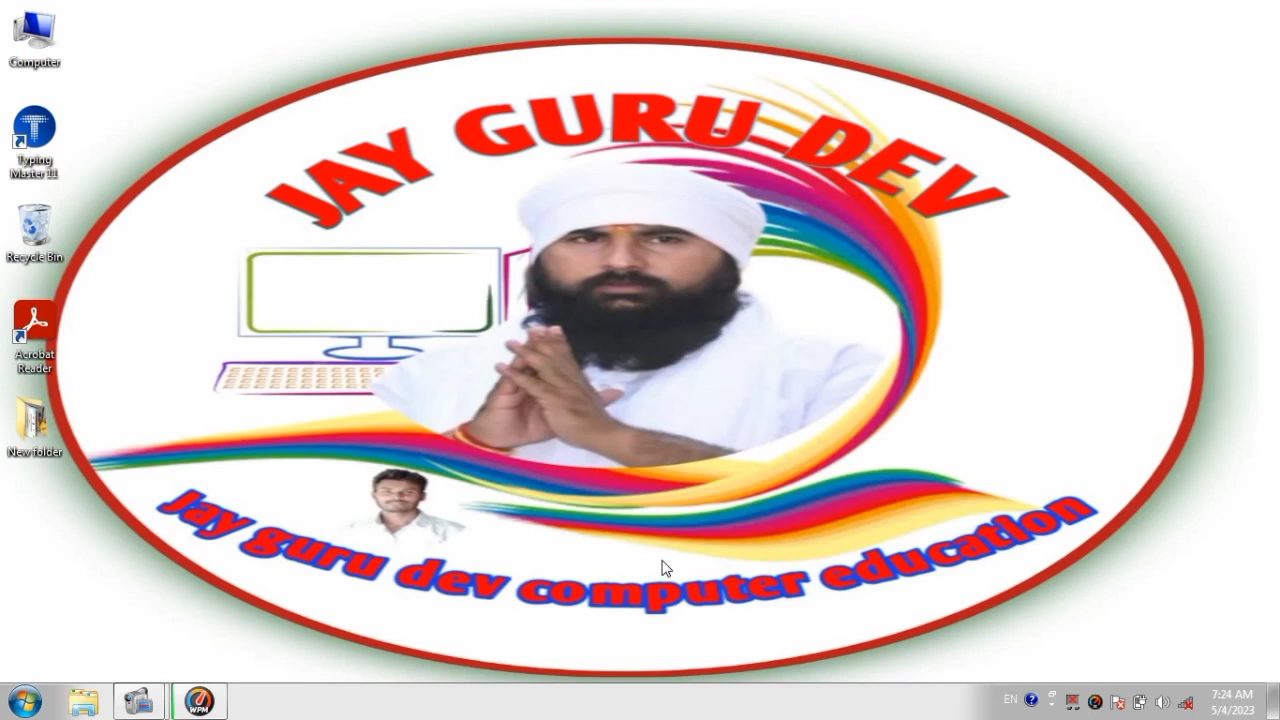 Computer
Typing
Master 11
Recycle Bin
Acrobat
Reader
New folder
JAY GURU DEV
Jay guru dev computer education
WPM
EN
7:24 AM
5/4/2023